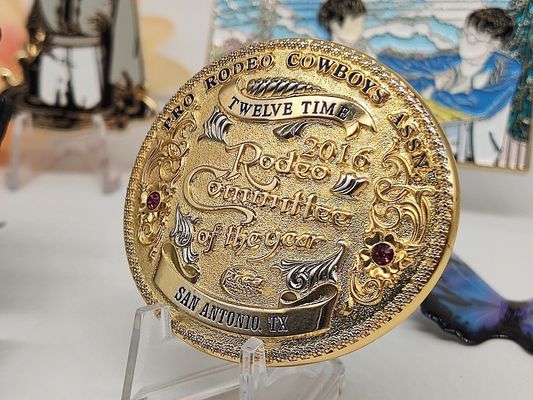 PRO RODEO COWBOYS ASSN
TWELVE TIME
2016
Rodeo
Committee
of the year
SAN ANTONIO, TX